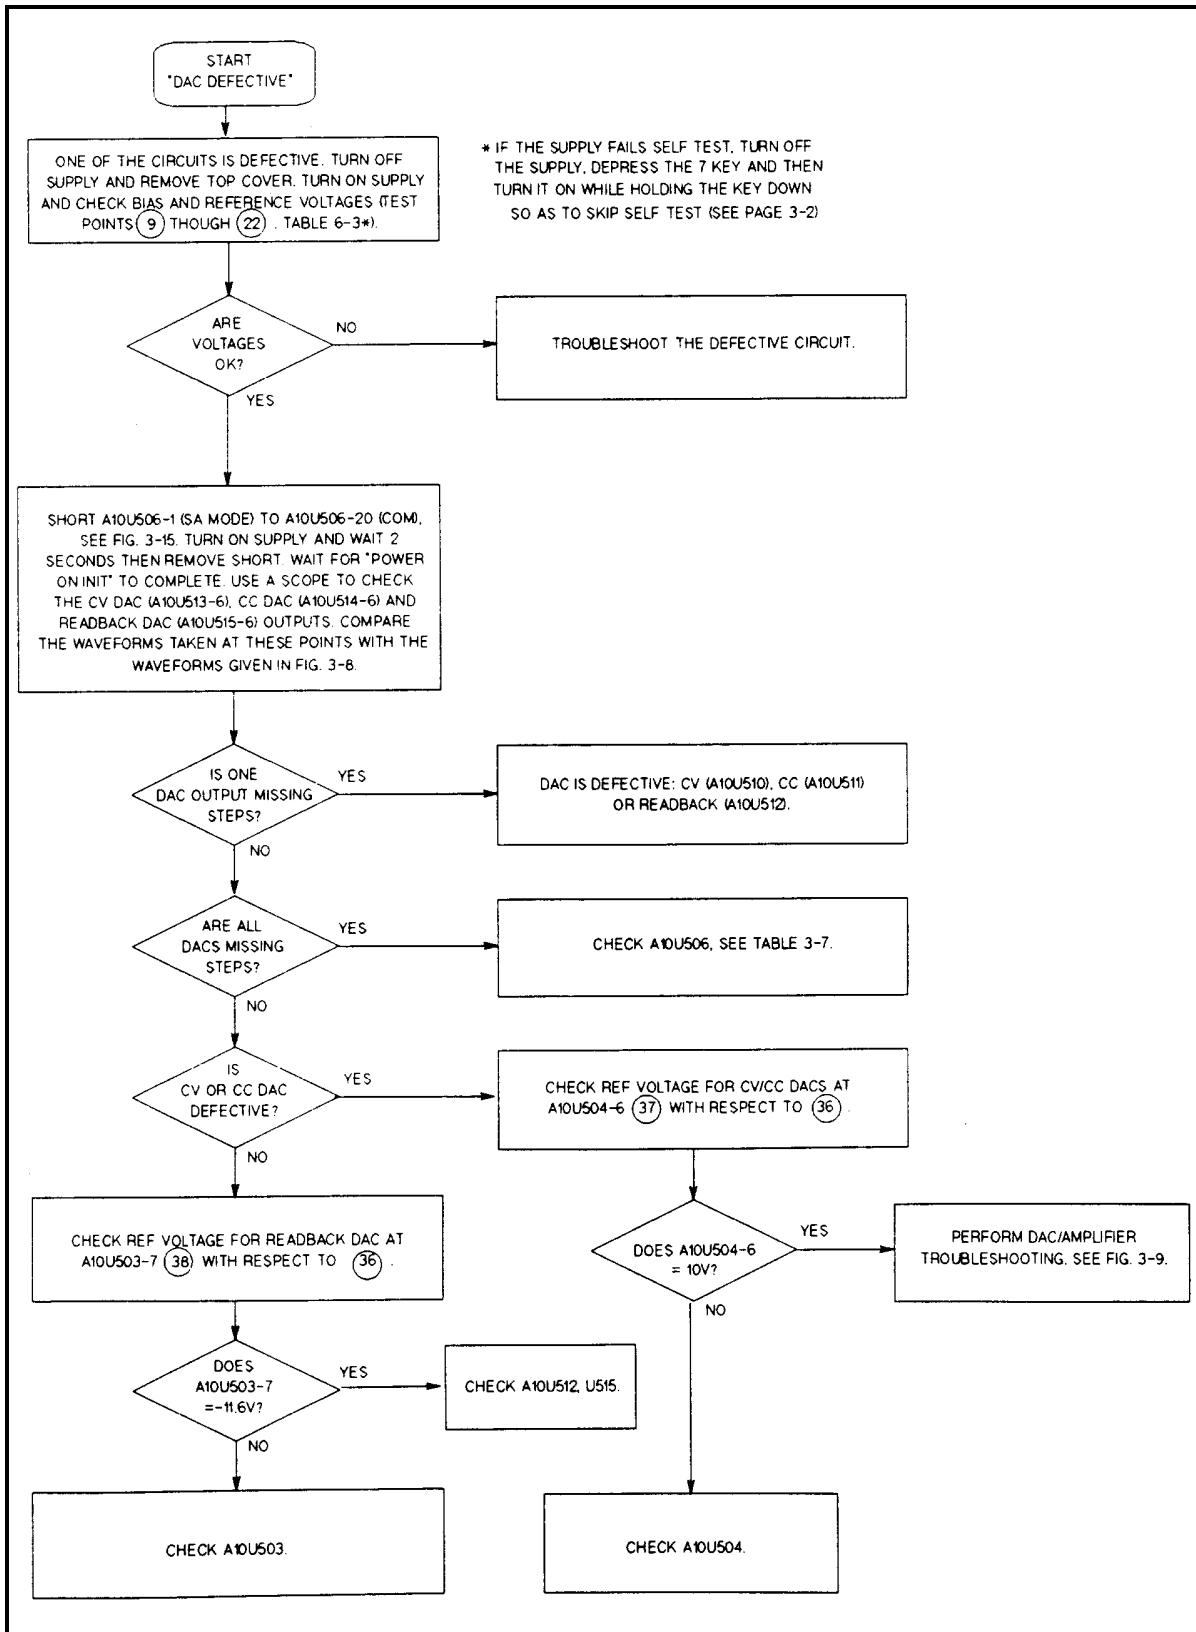 START
"DAC DEFECTIVE"
ONE OF THE CIRCUITS IS DEFECTIVE. TURN OFF
SUPPLY AND REMOVE TOP COVER. TURN ON SUPPLY
AND CHECK BIAS AND REFERENCE VOLTAGES (TEST
POINTS 9 THOUGH 22 . TABLE 6-3*).
* IF THE SUPPLY FAILS SELF TEST, TURN OFF
THE SUPPLY, DEPRESS THE 7 KEY AND THEN
TURN IT ON WHILE HOLDING THE KEY DOWN
SO AS TO SKIP SELF TEST (SEE PAGE 3-2)
ARE
VOLTAGES
OK?
NO
TROUBLESHOOT THE DEFECTIVE CIRCUIT.
YES
SHORT A10U506-1 (SA MODE) TO A10U506-20 (COM),
SEE FIG. 3-15. TURN ON SUPPLY AND WAIT 2
SECONDS THEN REMOVE SHORT. WAIT FOR "POWER
ON INIT" TO COMPLETE. USE A SCOPE TO CHECK
THE CV DAC (A10U513-6), CC DAC (A10U514-6) AND
READBACK DAC (A10U515-6) OUTPUTS. COMPARE
THE WAVEFORMS TAKEN AT THESE POINTS WITH THE
WAVEFORMS GIVEN IN FIG. 3-8.
IS ONE
DAC OUTPUT MISSING
STEPS?
YES
DAC IS DEFECTIVE: CV (A10U510), CC (A10U511)
OR READBACK (A10U512).
NO
ARE ALL
DACS MISSING
STEPS?
YES
CHECK A10U506, SEE TABLE 3-7.
NO
IS
CV OR CC DAC
DEFECTIVE?
YES
CHECK REF VOLTAGE FOR CV/CC DACS AT
A10U504-6 37 WITH RESPECT TO 36 .
NO
CHECK REF VOLTAGE FOR READBACK DAC AT
A10U503-7 38 WITH RESPECT TO 36 .
DOES A10U504-6
= 10V?
YES
PERFORM DAC/AMPLIFIER
TROUBLESHOOTING. SEE FIG. 3-9.
NO
DOES
A10U503-7
=-11.6V?
YES
CHECK A10U512, U515.
NO
CHECK A10U503.
CHECK A10U504.